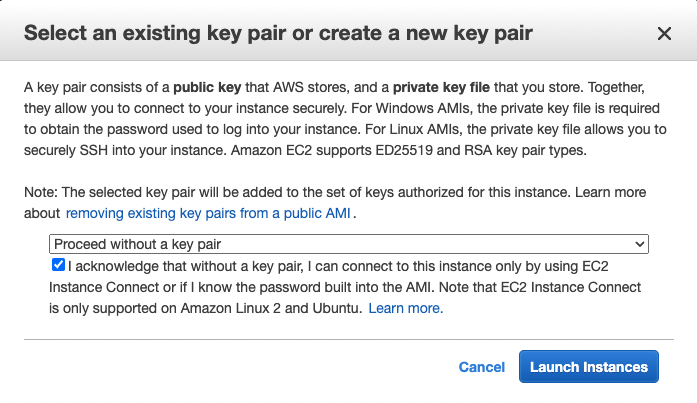 Select an existing key pair or create a new key pair
A key pair consists of a public key that AWS stores, and a private key file that you store. Together,
they allow you to connect to your instance securely. For Windows AMIs, the private key file is required
to obtain the password used to log into your instance. For Linux AMIs, the private key file allows you to
securely SSH into your instance. Amazon EC2 supports ED25519 and RSA key pair types.
Note: The selected key pair will be added to the set of keys authorized for this instance. Learn more
about removing existing key pairs from a public AMI.
Proceed without a key pair
I acknowledge that without a key pair, I can connect to this instance only by using EC2
Instance Connect or if I know the password built into the AMI. Note that EC2 Instance Connect
is only supported on Amazon Linux 2 and Ubuntu. Learn more.
Cancel Launch Instances